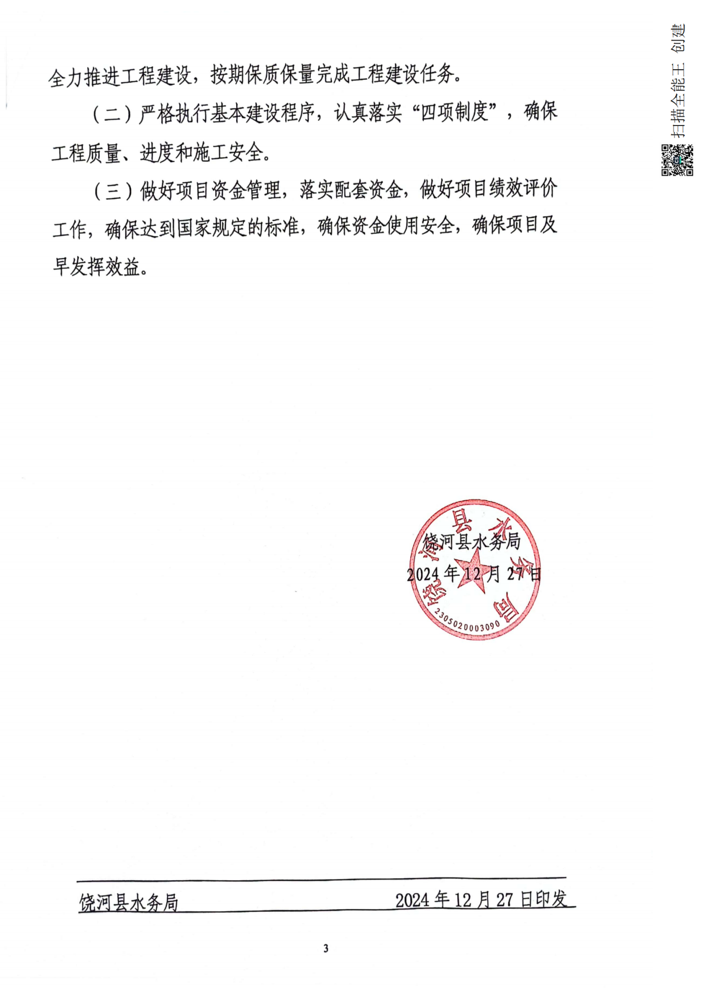 全力推进工程建设，按期保质保量完成工程建设任务。
（二）严格执行基本建设程序，认真落实“四项制度”，确保
工程质量、进度和施工安全。
（三）做好项目资金管理，落实配套资金，做好项目绩效评价
工作，确保达到国家规定的标准，确保资金使用安全，确保项目及
早发挥效益。
饶河县水务局
2024年12月27日
饶河县水务局
2305020003090
饶河县水务局 2024年12月27日印发
3
扫描全能王 创建